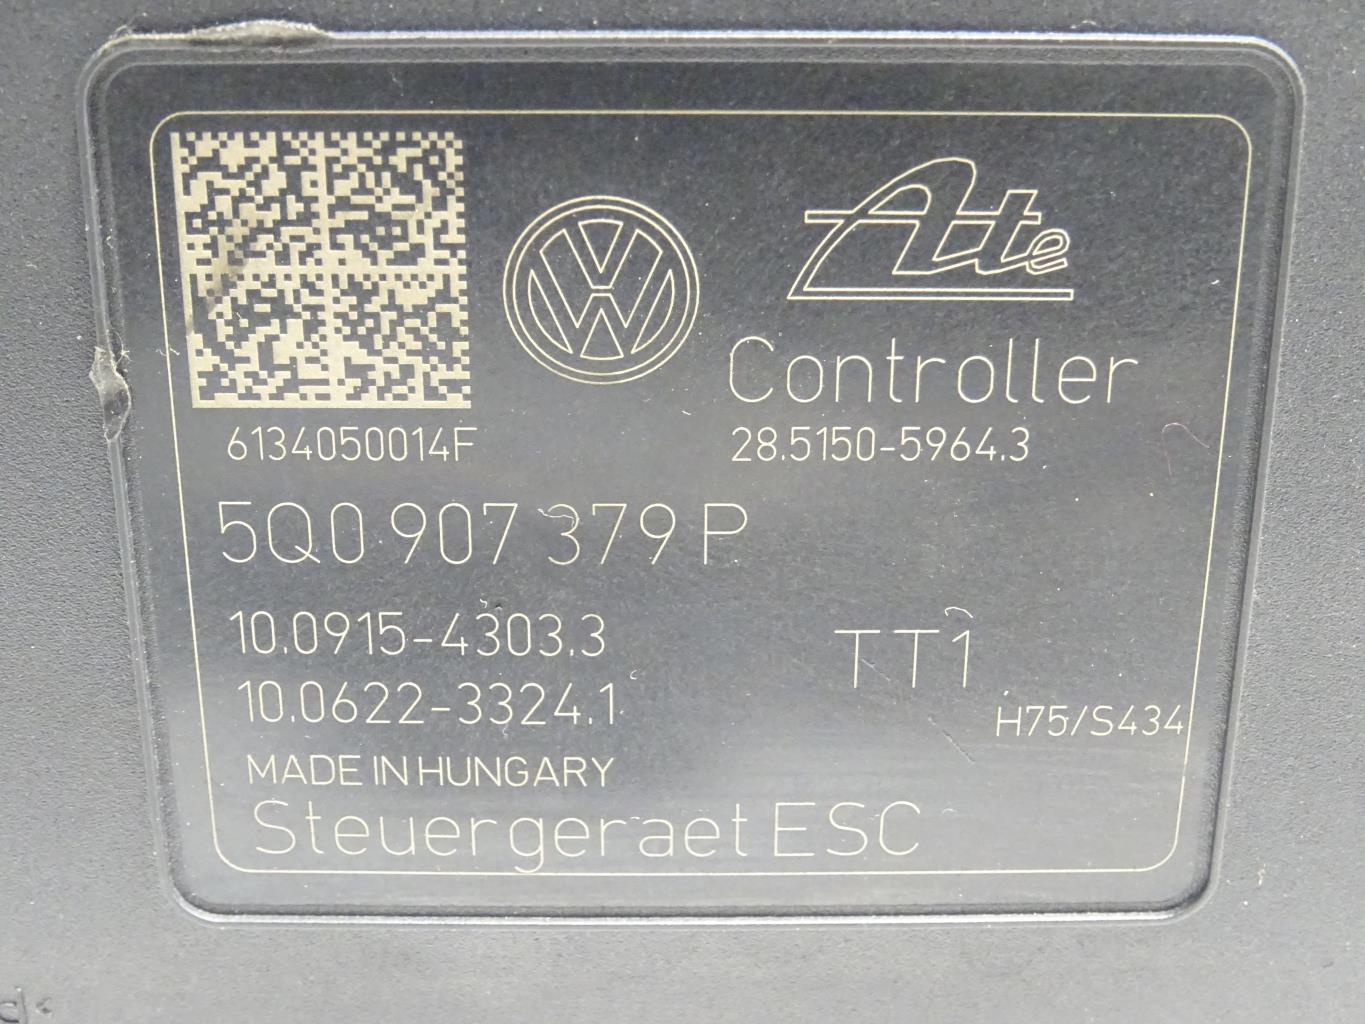 Ate
Controller
6134050014F
28.5150-5964.3
5Q0 907 379 P
10.0915-4303.3
10.0622-3324.1
TT1
H75/S434
MADE IN HUNGARY
Steuergeraet ESC